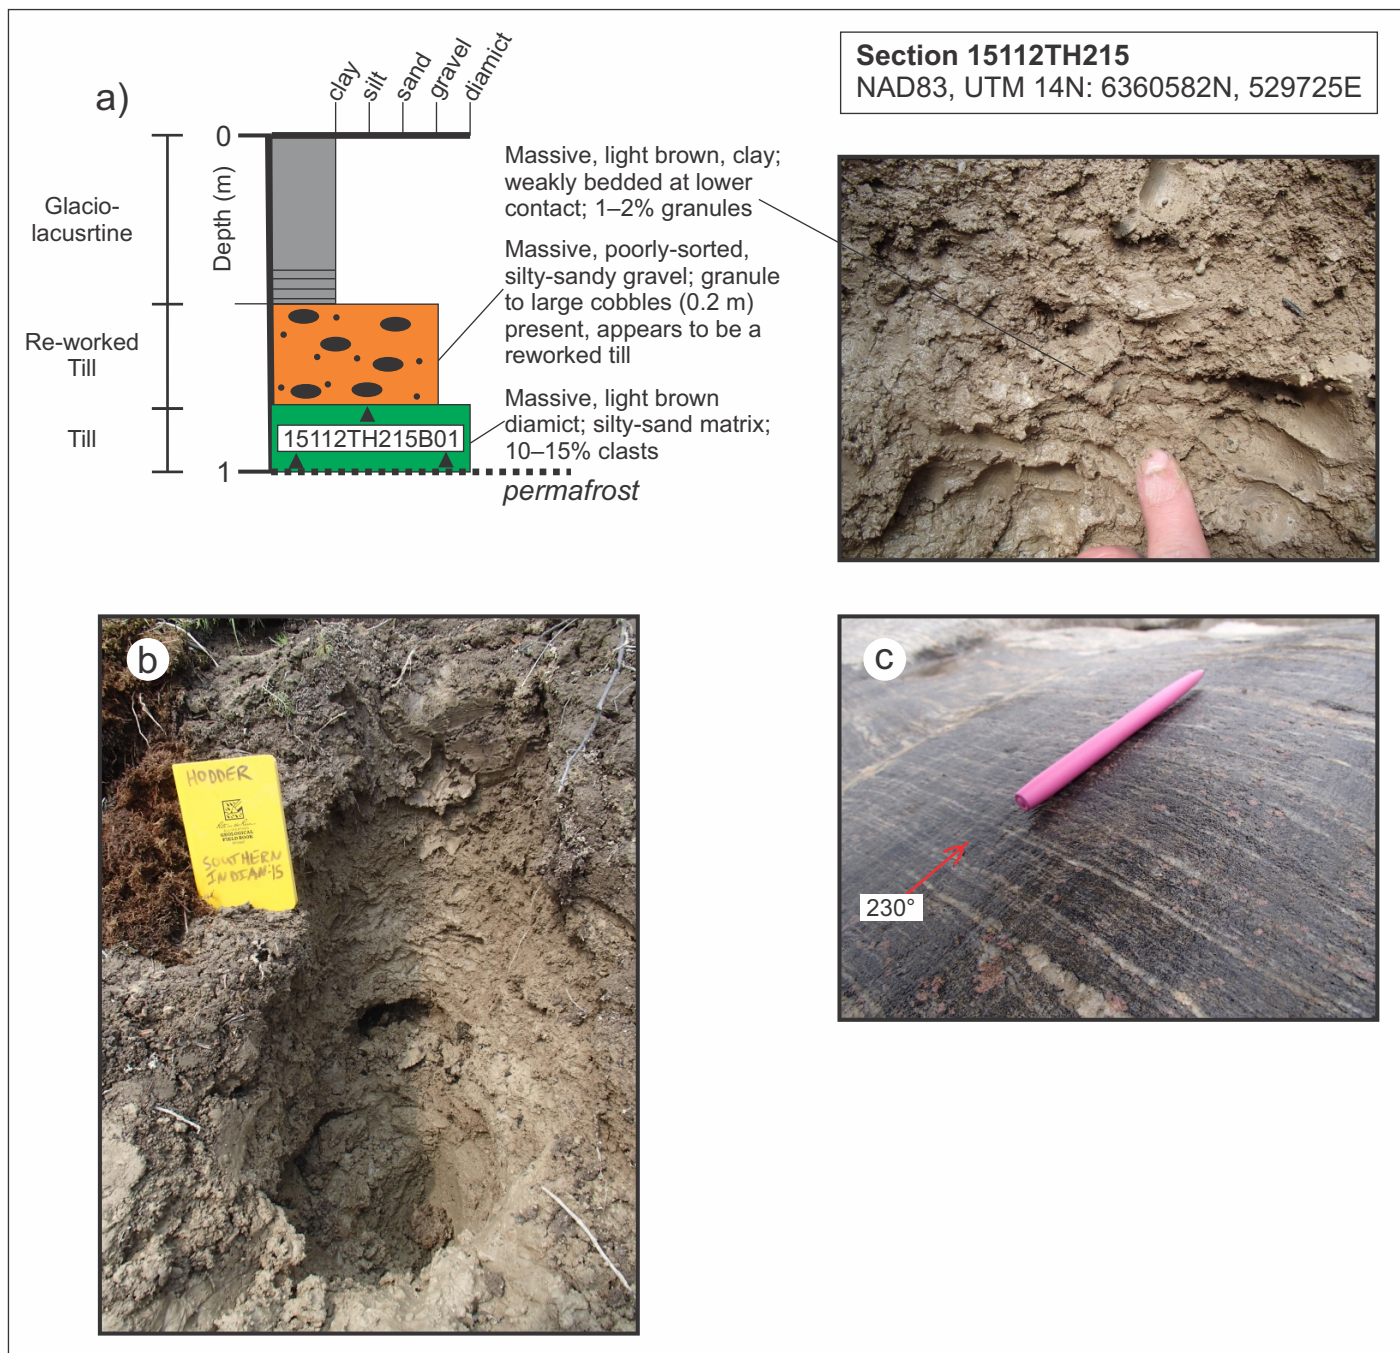 Section 15112TH215
NAD83, UTM 14N: 6360582N, 529725E
a)
clay
silt
sand
gravel
diamict
0
Depth (m)
1
Glacio-
lacusrtine
Re-worked
Till
Till
Massive, light brown, clay;
weakly bedded at lower
contact; 1–2% granules
Massive, poorly-sorted,
silty-sandy gravel; granule
to large cobbles (0.2 m)
present, appears to be a
reworked till
Massive, light brown
diamict; silty-sand matrix;
10–15% clasts
15112TH215B01
permafrost
b
HODDER
GEOLOGICAL
FIELD BOOK
SOUTHERN
INDIAN-15
c
230°